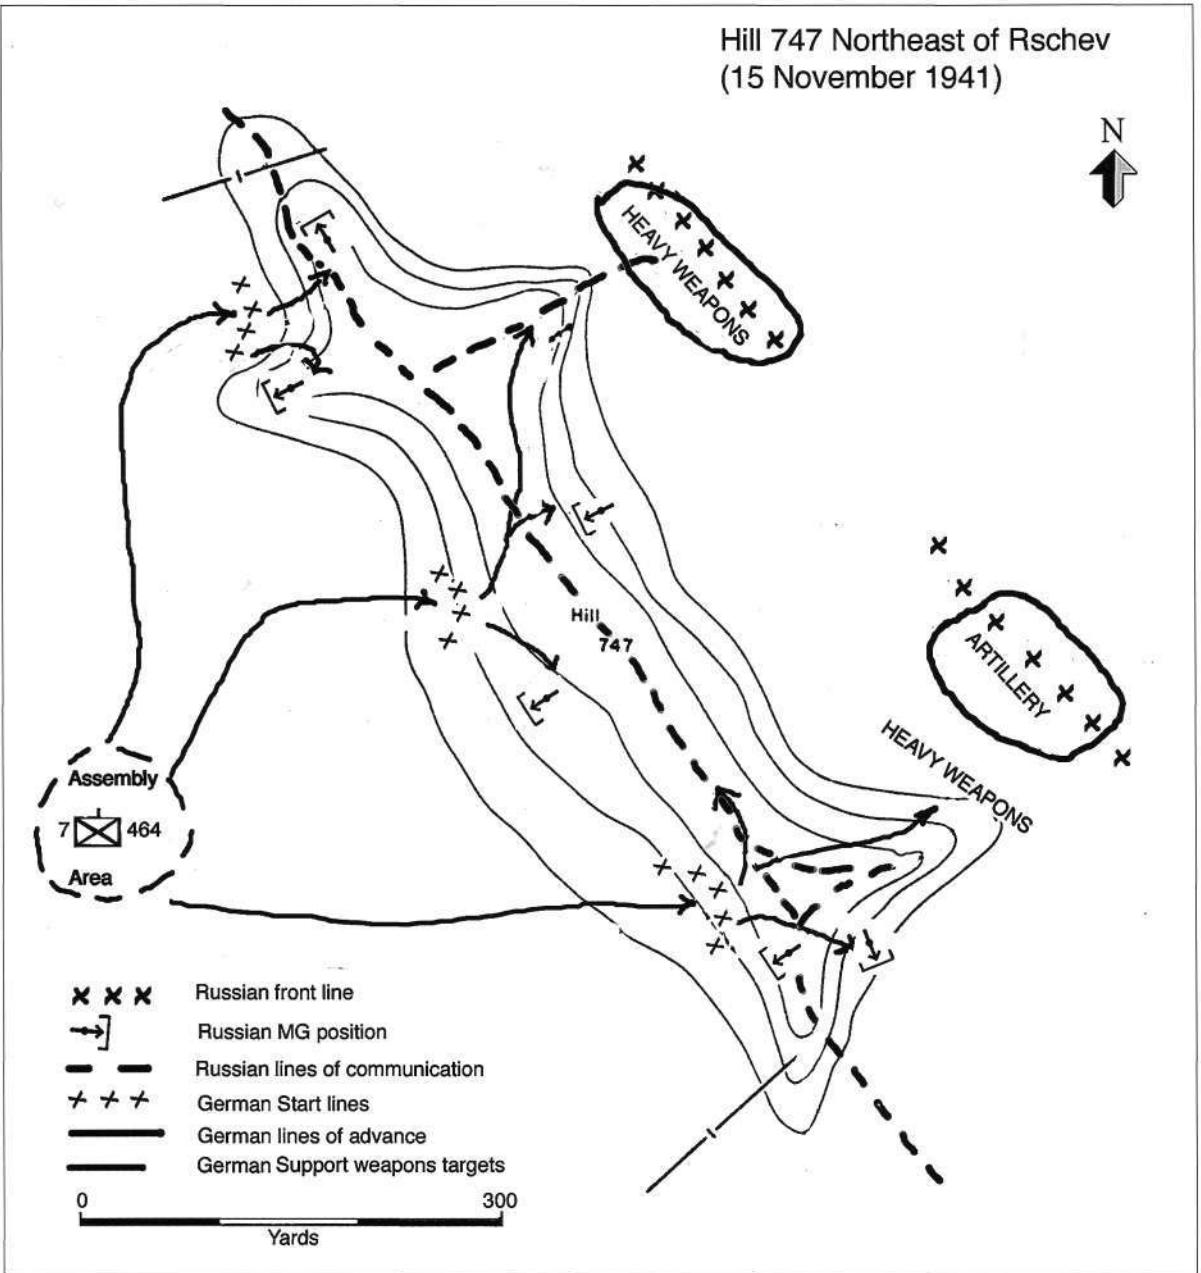 Hill 747 Northeast of Rschev
(15 November 1941)
N
HEAVY WEAPONS
Hill
747
ARTILLERY
HEAVY WEAPONS
Assembly
7 464
Area
Russian front line
Russian MG position
Russian lines of communication
German Start lines
German lines of advance
German Support weapons targets
0 300
Yards